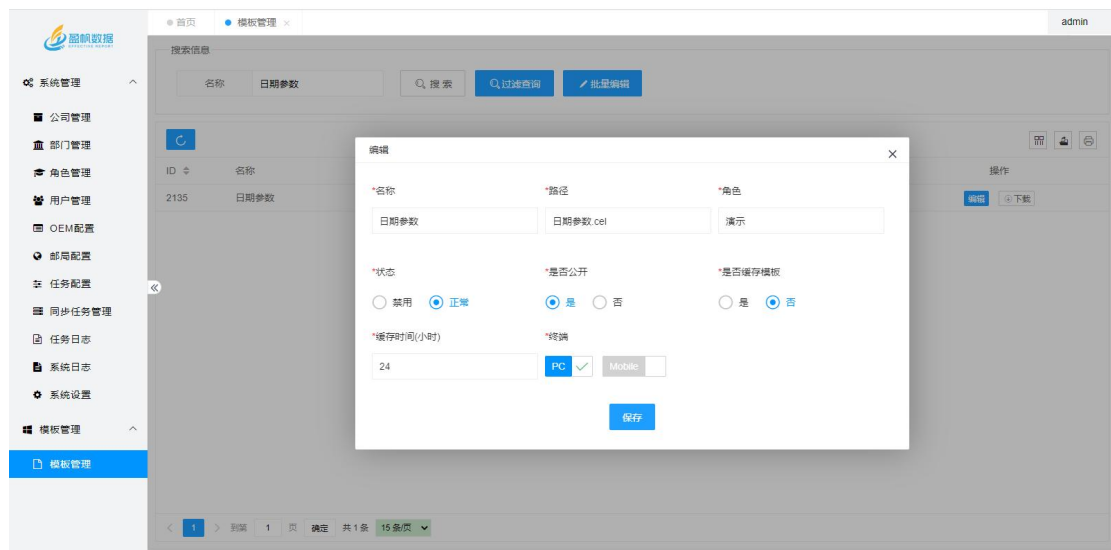 盈帆数据
EFFECTIVE REPORT
首页
模板管理
admin
系统管理
公司管理
部门管理
角色管理
用户管理
OEM配置
邮局配置
任务配置
同步任务管理
任务日志
系统日志
系统设置
模板管理
模板管理
搜索信息
名称 日期参数 搜索 过滤查询 批量编辑
ID 名称 操作
2135 日期参数 编辑 下载
编辑
*名称 *路径 *角色
日期参数 日期参数.cel 演示
*状态 *是否公开 *是否缓存模板
禁用 正常 是 否 是 否
*缓存时间(小时) *终端
24 PC Mobile
保存
1 到第 1 页 确定 共1条 15条/页